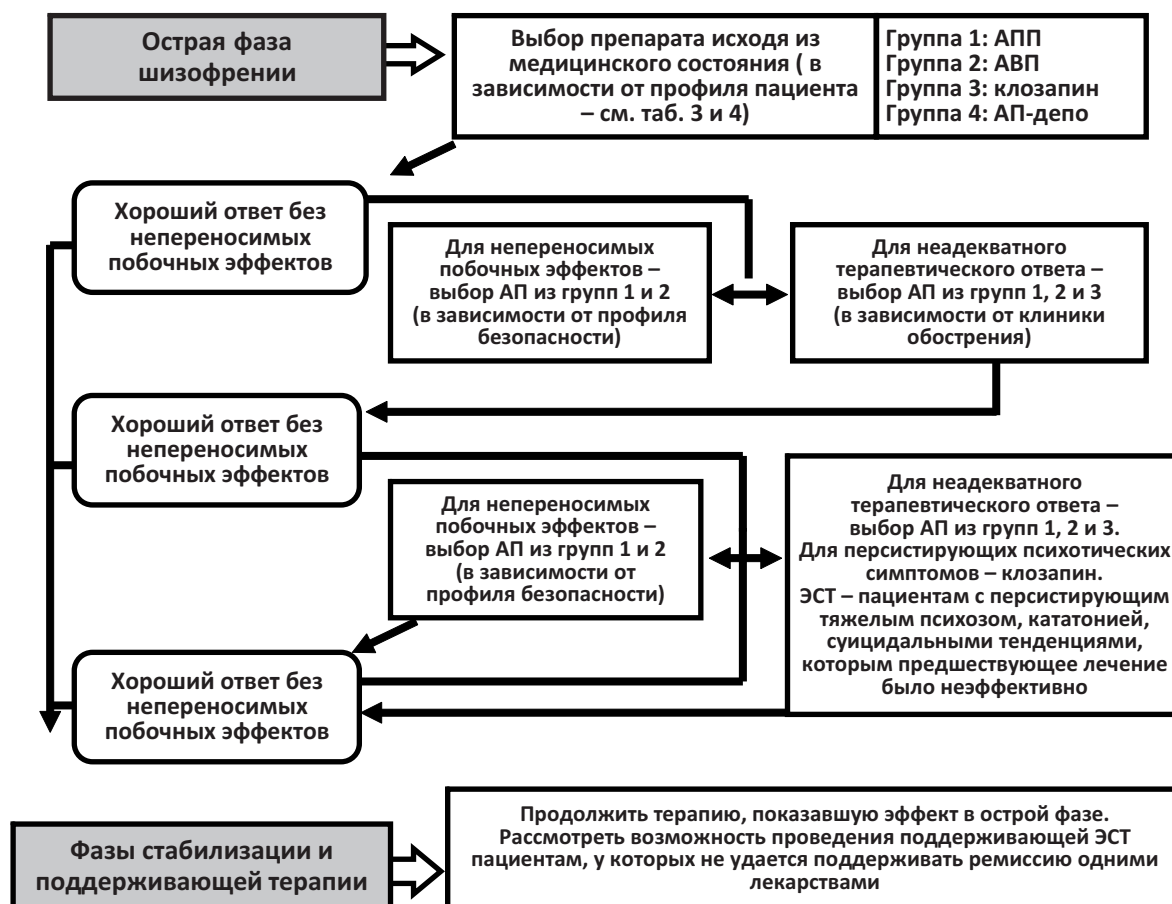 Острая фаза
шизофрении
Выбор препарата исходя из
медицинского состояния ( в
зависимости от профиля пациента
– см. таб. 3 и 4)
Группа 1: АПП
Группа 2: АВП
Группа 3: клозапин
Группа 4: АП-депо
Хороший ответ без
непереносимых
побочных эффектов
Для непереносимых
побочных эффектов –
выбор АП из групп 1 и 2
(в зависимости от профиля
безопасности)
Для неадекватного
терапевтического ответа –
выбор АП из групп 1, 2 и 3
(в зависимости от клиники
обострения)
Хороший ответ без
непереносимых
побочных эффектов
Для непереносимых
побочных эффектов –
выбор АП из групп 1 и 2
(в зависимости от
профиля безопасности)
Для неадекватного
терапевтического ответа –
выбор АП из групп 1, 2 и 3.
Для персистирующих психотических
симптомов – клозапин.
ЭСТ – пациентам с персистирующим
тяжелым психозом, кататонией,
суицидальными тенденциями,
которым предшествующее лечение
было неэффективно
Хороший ответ без
непереносимых
побочных эффектов
Фазы стабилизации и
поддерживающей терапии
Продолжить терапию, показавшую эффект в острой фазе.
Рассмотреть возможность проведения поддерживающей ЭСТ
пациентам, у которых не удается поддерживать ремиссию одними
лекарствами